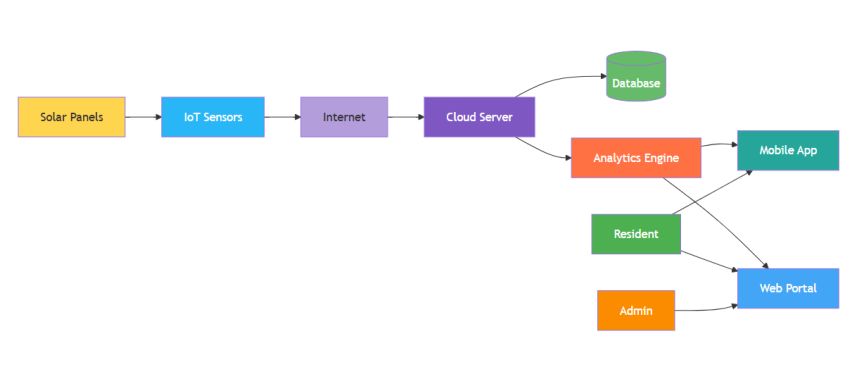 Solar Panels
IoT Sensors
Internet
Cloud Server
Database
Analytics Engine
Mobile App
Resident
Web Portal
Admin